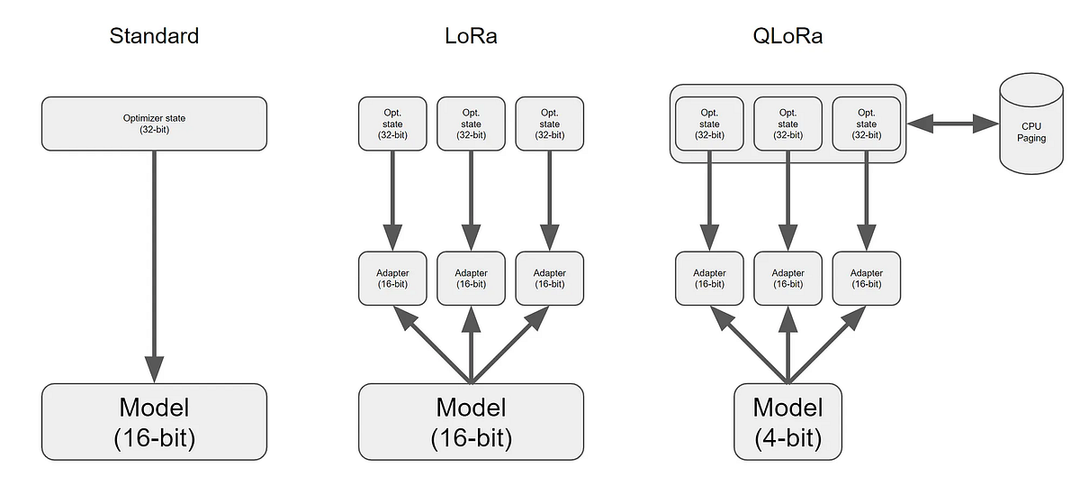 Standard
LoRa
QLoRa
Optimizer state
(32-bit)
Opt.
state
(32-bit)
Opt.
state
(32-bit)
Opt.
state
(32-bit)
Opt.
state
(32-bit)
Opt.
state
(32-bit)
Opt.
state
(32-bit)
CPU
Paging
Adapter
(16-bit)
Adapter
(16-bit)
Adapter
(16-bit)
Adapter
(16-bit)
Adapter
(16-bit)
Adapter
(16-bit)
Model
(16-bit)
Model
(16-bit)
Model
(4-bit)